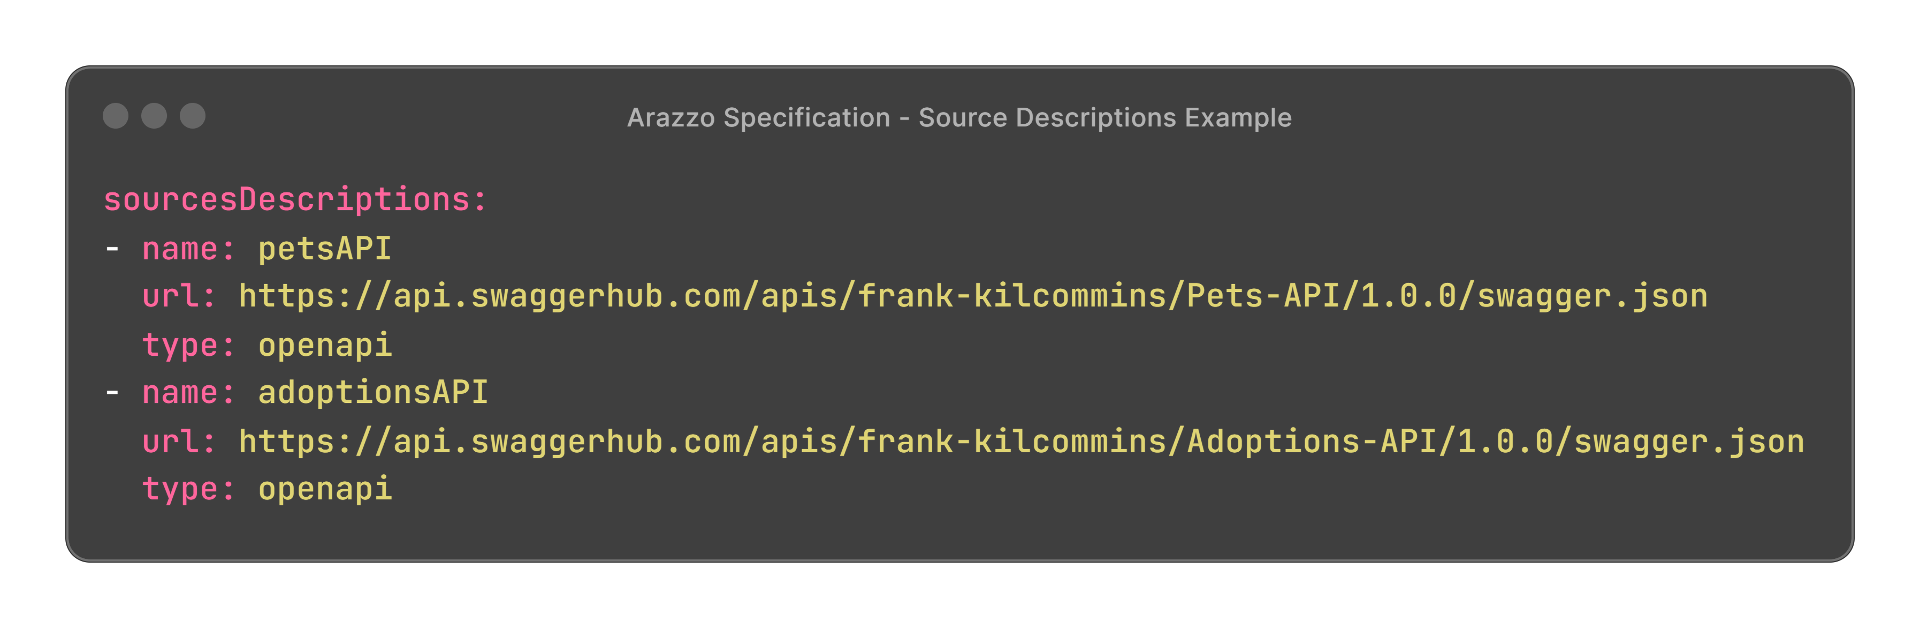 Arazzo Specification - Source Descriptions Example
sourcesDescriptions:
- name: petsAPI
  url: https://api.swaggerhub.com/apis/frank-kilcommins/Pets-API/1.0.0/swagger.json
  type: openapi
- name: adoptionsAPI
  url: https://api.swaggerhub.com/apis/frank-kilcommins/Adoptions-API/1.0.0/swagger.json
  type: openapi